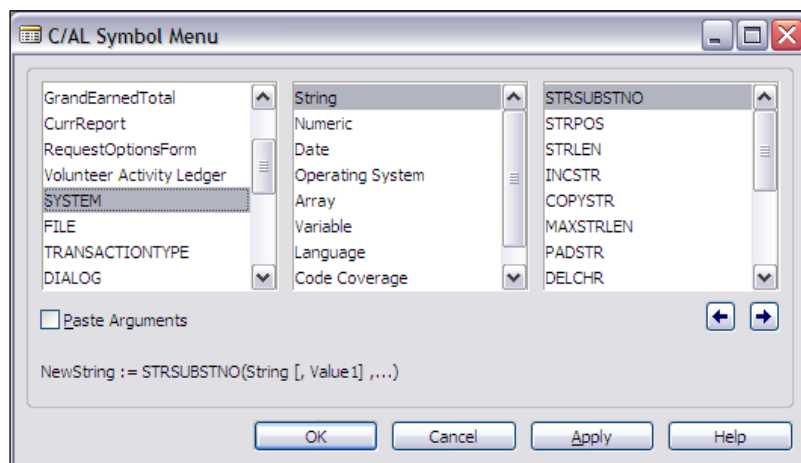 C/AL Symbol Menu
GrandEarnedTotal
CurrReport
RequestOptionsForm
Volunteer Activity Ledger
SYSTEM
FILE
TRANSACTIONTYPE
DIALOG
String
Numeric
Date
Operating System
Array
Variable
Language
Code Coverage
STRSUBSTNO
STRPOS
STRLEN
INCSTR
COPYSTR
MAXSTRLEN
PADSTR
DELCHR
Paste Arguments
NewString := STRSUBSTNO(String [, Value1] ,...)
OK Cancel Apply Help